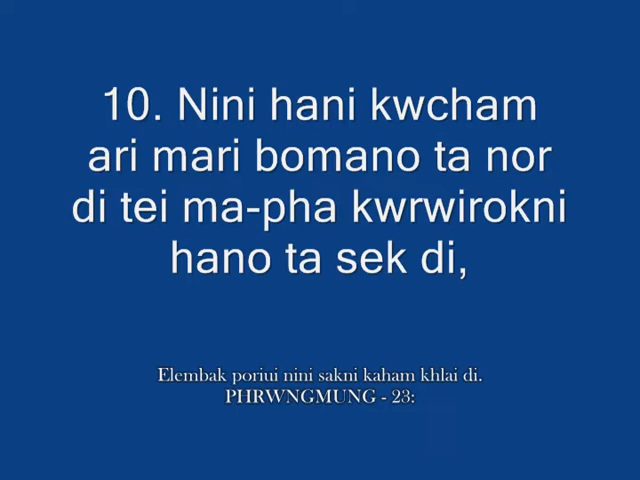 10. Nini hani kwcham
ari mari bomano ta nor
di tei ma-pha kwrwirokni
hano ta sek di,
Elembak poriui nini sakni kaham khlai di.
PHRWNGMUNG - 23: